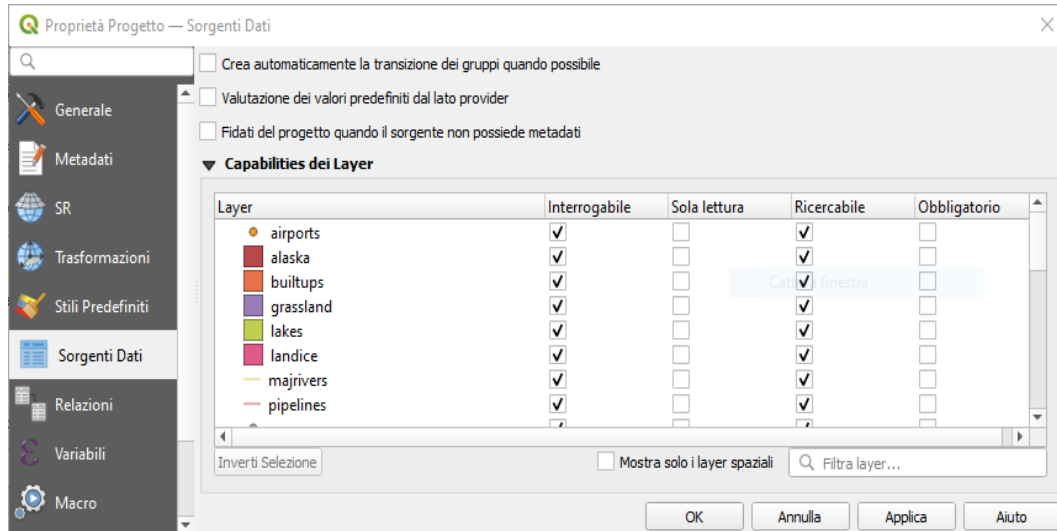 Proprietà Progetto — Sorgenti Dati
Crea automaticamente la transizione dei gruppi quando possibile
Valutazione dei valori predefiniti dal lato provider
Fidati del progetto quando il sorgente non possiede metadati
Generale
Metadati
SR
Trasformazioni
Stili Predefiniti
Sorgenti Dati
Relazioni
Variabili
Macro
Capabilities dei Layer
Layer Interrogabile Sola lettura Ricercabile Obbligatorio
airports
alaska
builtups
grassland
lakes
landice
majrivers
pipelines
finestra
Inverti Selezione
Mostra solo i layer spaziali
Filtra layer...
OK Annulla Applica Aiuto